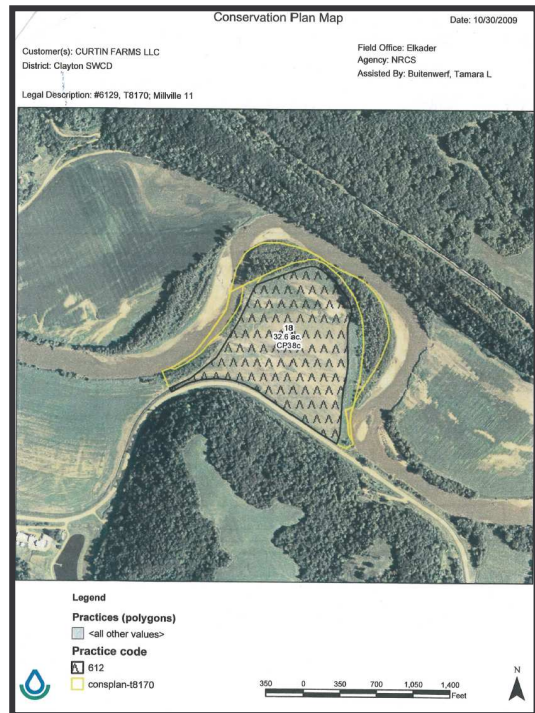 Conservation Plan Map
Date: 10/30/2009
Customer(s): CURTIN FARMS LLC
District: Clayton SWCD
Field Office: Elkader
Agency: NRCS
Assisted By: Buitenwerf, Tamara L
Legal Description: #6129, T8170; Millville 11
18
32.6 ac.
CP38c
Legend
Practices (polygons)
<all other values>
Practice code
612
consplan-t8170
350 0 350 700 1,050 1,400
Feet
N